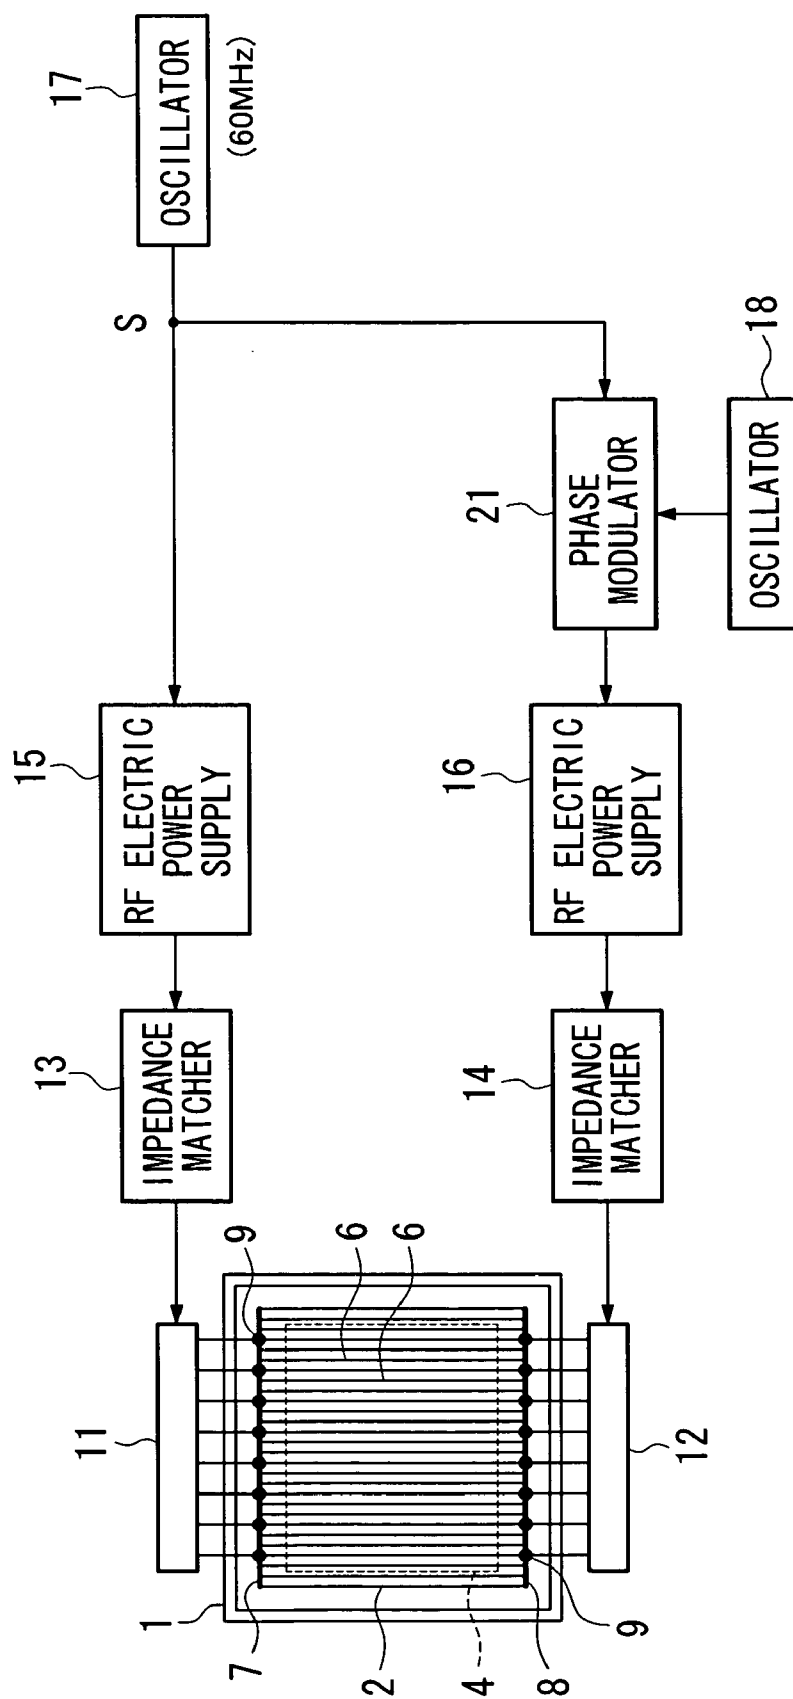 17
OSCILLATOR
(60MHz)
S
18
OSCILLATOR
21
PHASE
MODULATOR
15
RF ELECTRIC
POWER
SUPPLY
16
RF ELECTRIC
POWER
SUPPLY
13
IMPEDANCE
MATCHER
14
IMPEDANCE
MATCHER
11
9
6
6
12
1
7
2
4
8
9